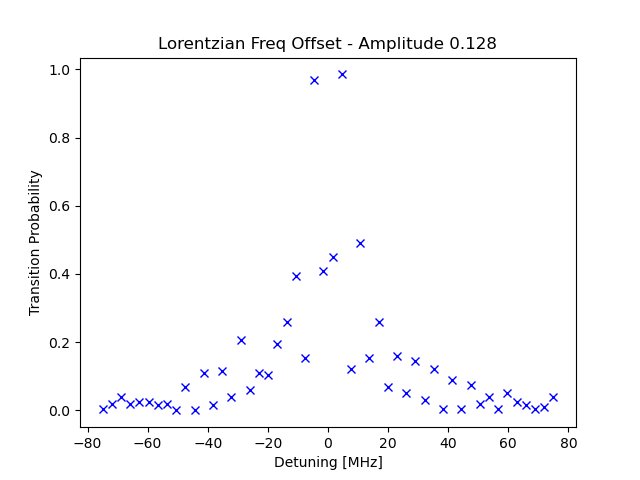 Lorentzian Freq Offset - Amplitude 0.128
1.0
0.8
0.6
0.4
0.2
0.0
Transition Probability
−80 −60 −40 −20 0 20 40 60 80
Detuning [MHz]